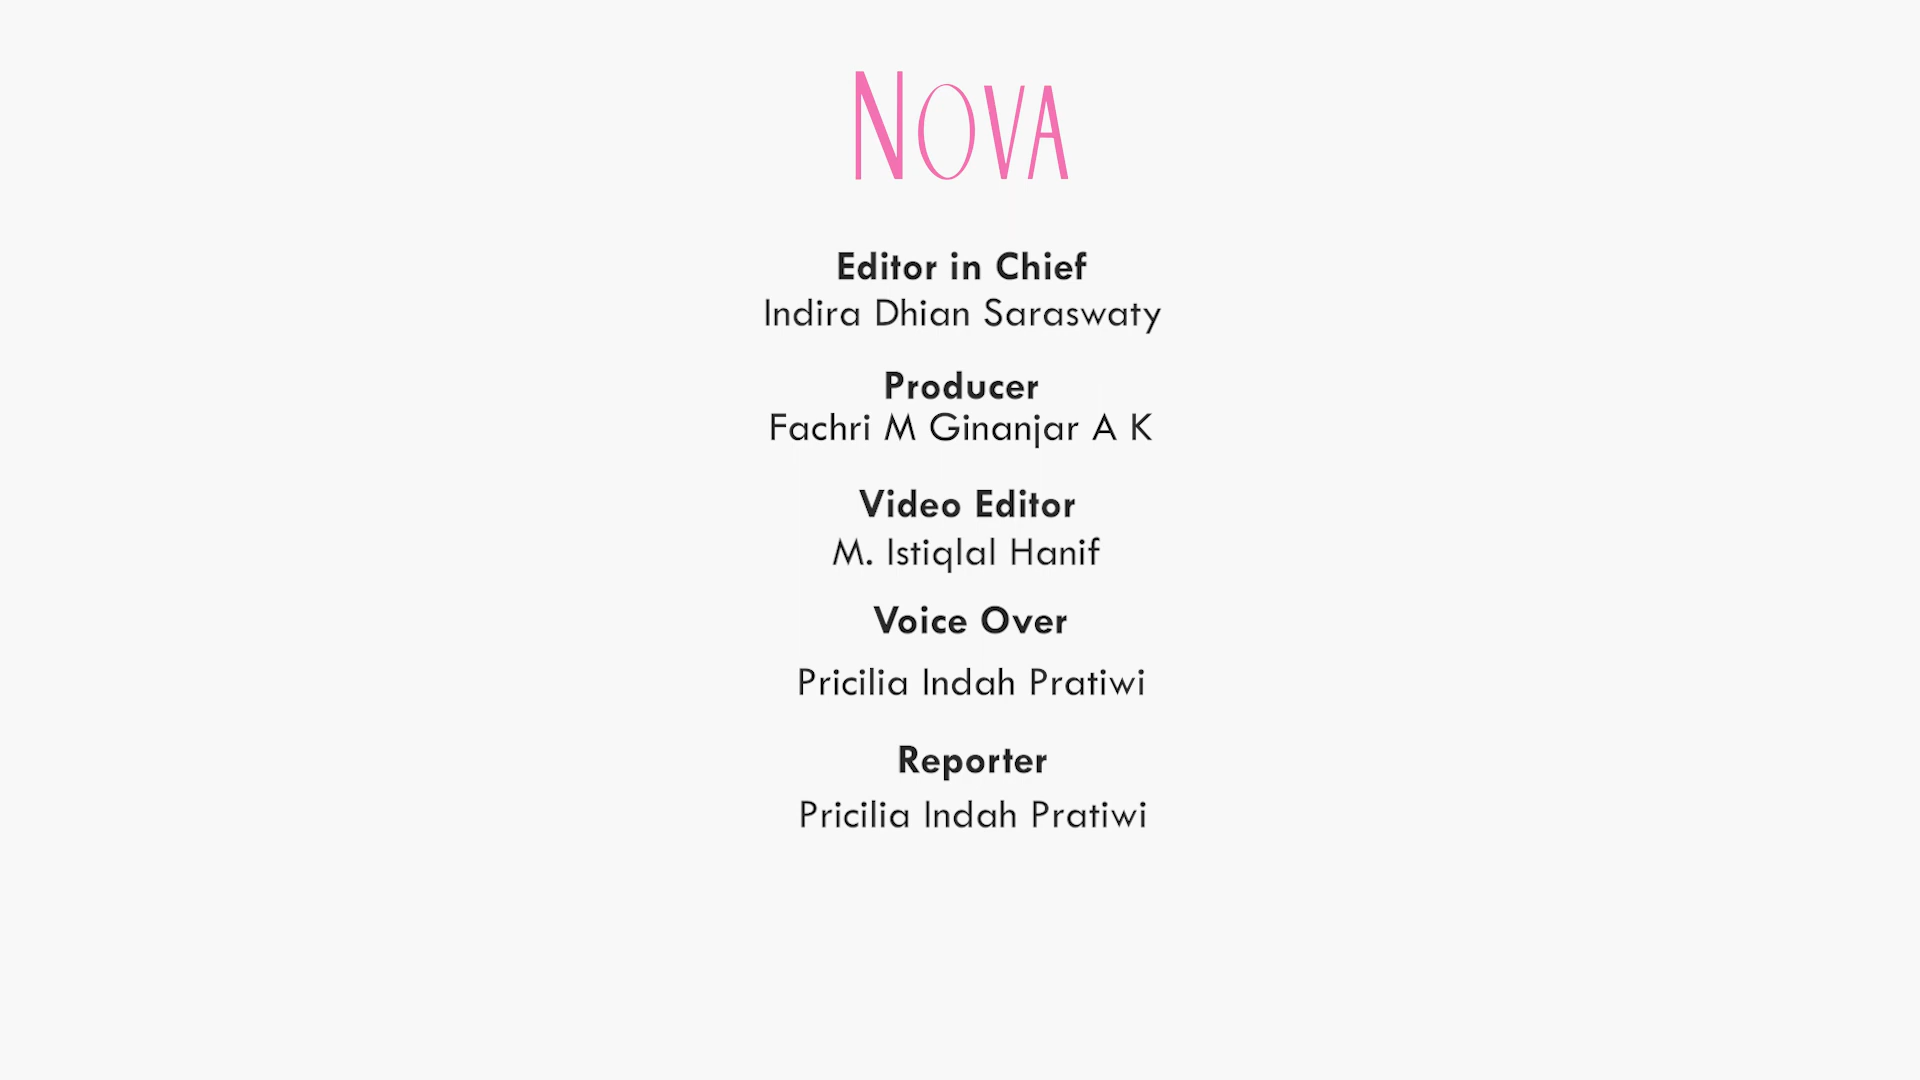 NOVA
Editor in Chief
Indira Dhian Saraswaty
Producer
Fachri M Ginanjar A K
Video Editor
M. Istiqlal Hanif
Voice Over
Pricilia Indah Pratiwi
Reporter
Pricilia Indah Pratiwi